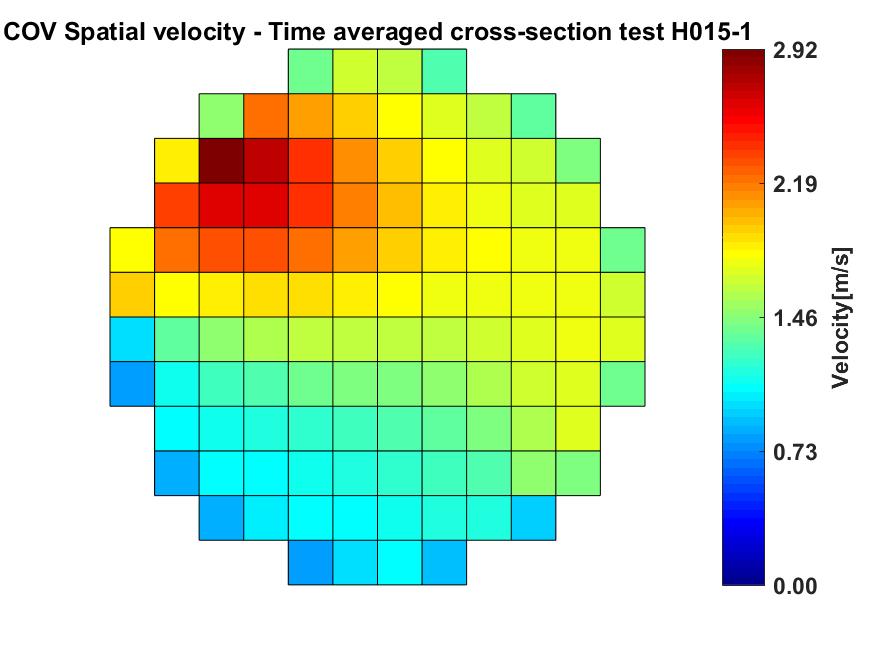 COV Spatial velocity - Time averaged cross-section test H015-1
2.92
2.19
1.46
0.73
0.00
Velocity[m/s]